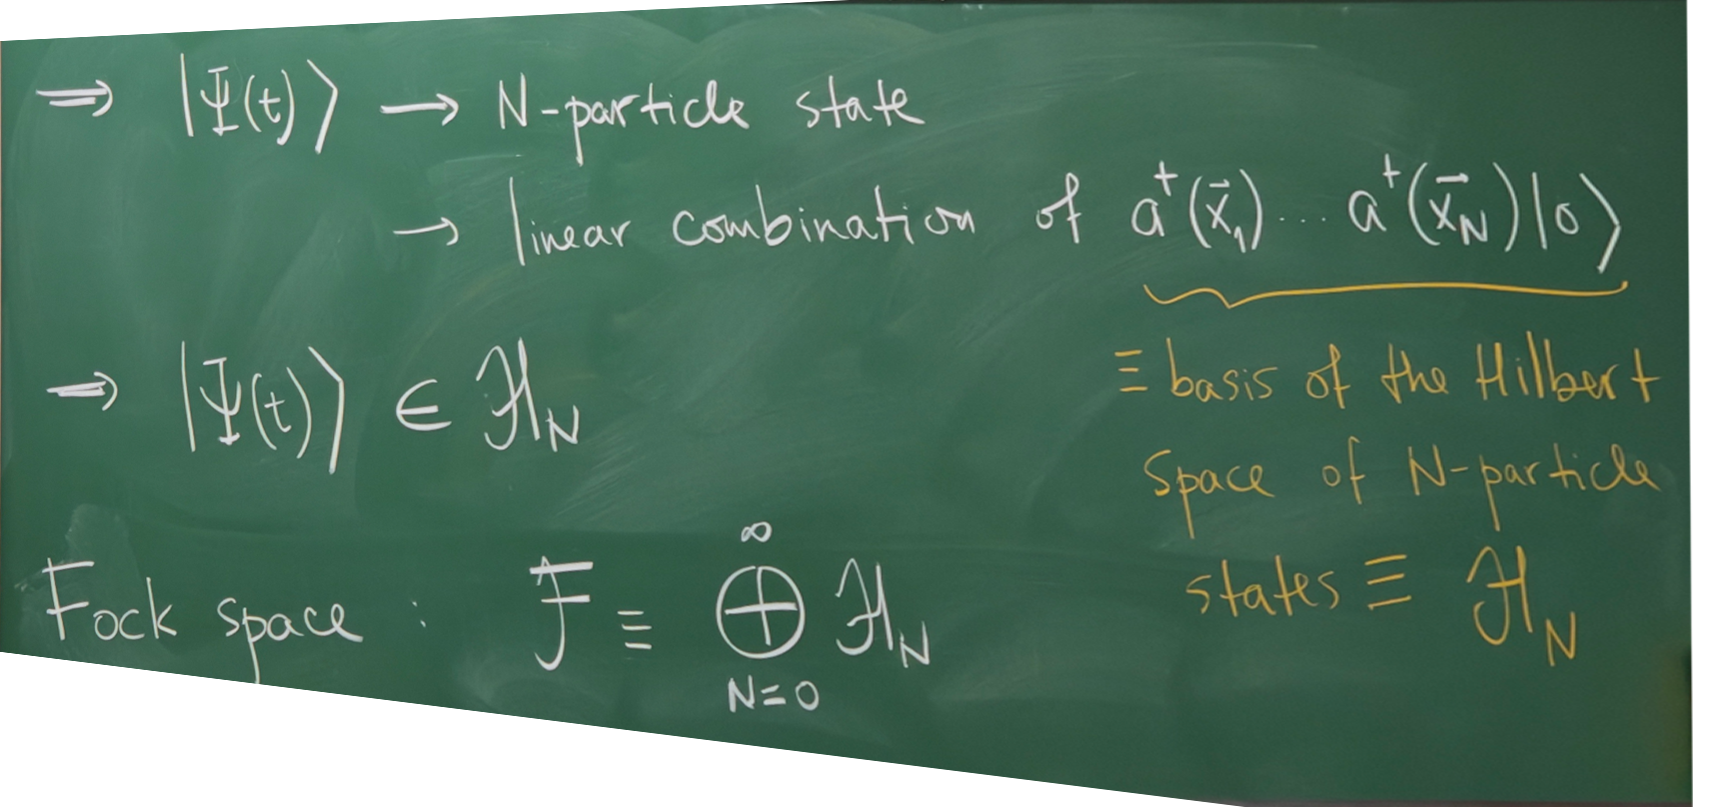 ⇒ |Ψ(t)⟩ → N-particle state
→ linear combination of a†(x⃗₁)...a†(x⃗_N)|0⟩
≡ basis of the Hilbert
space of N-particle
states ≡ ℋ_N
⇒ |Ψ(t)⟩ ∈ ℋ_N
Fock space : ℱ ≡ ⊕_{N=0}^{∞} ℋ_N